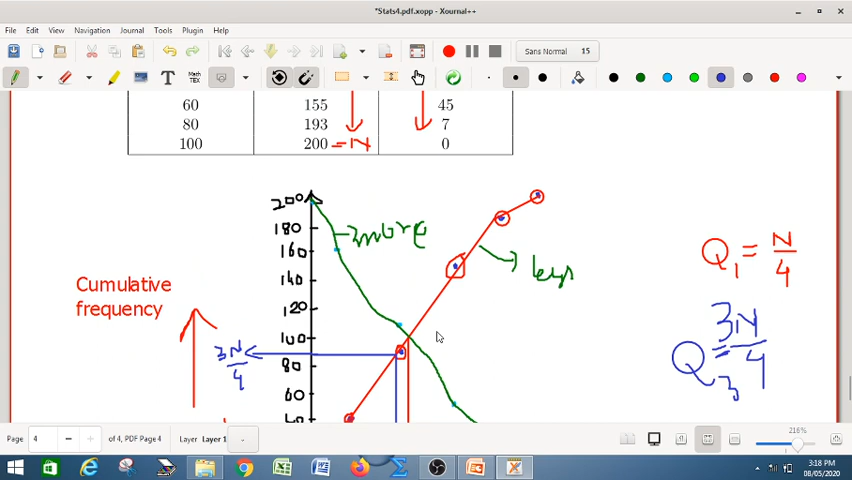 *Stats4.pdf.xopp - Xournal++
File Edit View Navigation Journal Tools Plugin Help
Sans Normal 15
T Math TEX
60 155 45
80 193 7
100 200 = N 0
200
180
160
140
120
100
80
60
40
more
less
Cumulative
frequency
3N/4
Q1 = N/4
Q3 = 3N/4
Page 4 of 4, PDF Page 4 Layer Layer 1 216%
3:18 PM
08/05/2020